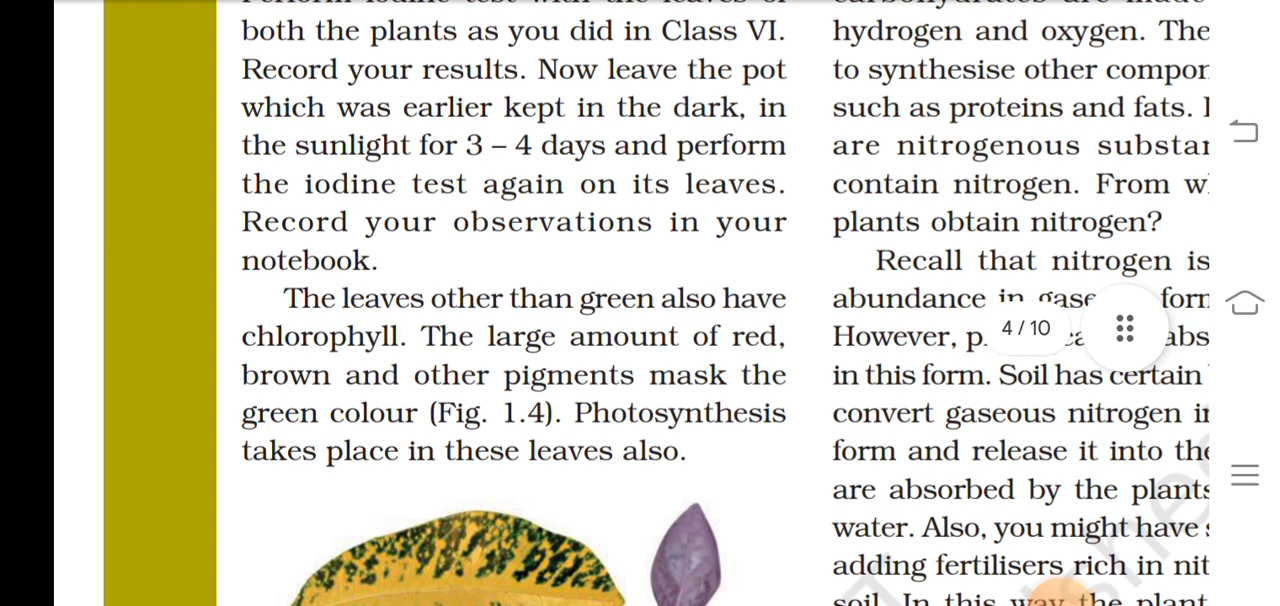 both the plants as you did in Class VI.
Record your results. Now leave the pot
which was earlier kept in the dark, in
the sunlight for 3 – 4 days and perform
the iodine test again on its leaves.
Record your observations in your
notebook.
The leaves other than green also have
chlorophyll. The large amount of red,
brown and other pigments mask the
green colour (Fig. 1.4). Photosynthesis
takes place in these leaves also.
hydrogen and oxygen. The
to synthesise other
such as proteins and fats.
are nitrogenous
contain nitrogen. From
plants obtain nitrogen?
Recall that nitrogen is
abundance in
However,
in this form. Soil has certain
convert gaseous nitrogen
form and release it into
are absorbed by the plants
water. Also, you might have
adding fertilisers rich in
soil. In this way the plant
4/10